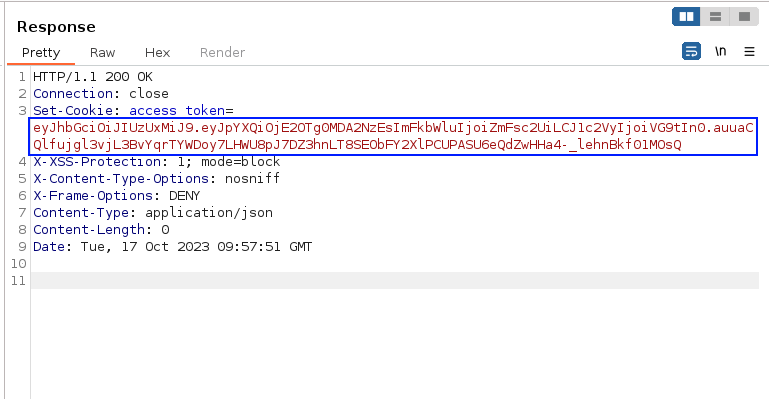 Response
Pretty Raw Hex Render \n
1 HTTP/1.1 200 OK
2 Connection: close
3 Set-Cookie: access_token=
eyJhbGciOiJIUzUxMiJ9.eyJpYXQiOjE2OTg0MDA2NzEsImFkbWluIjoiZmFsc2UiLCJ1c2VyIjoiVG9tIn0.auuaC
Qlfujgl3vjL3BvYqrTYWDoy7LHWU8pJ7DZ3hnLT8SEObFY2XlPCUPASU6eQdZwHHa4-_lehnBkf01MOsQ
4 X-XSS-Protection: 1; mode=block
5 X-Content-Type-Options: nosniff
6 X-Frame-Options: DENY
7 Content-Type: application/json
8 Content-Length: 0
9 Date: Tue, 17 Oct 2023 09:57:51 GMT
10
11